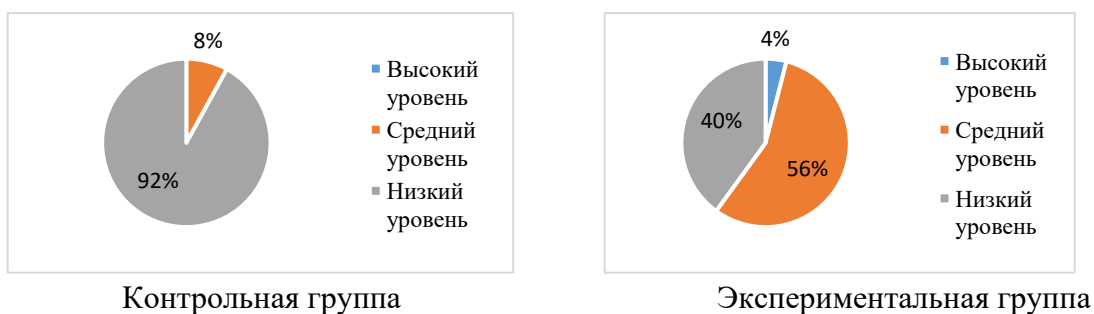 8%
92%
Высокий
уровень
Средний
уровень
Низкий
уровень
Контрольная группа
4%
40%
56%
Высокий
уровень
Средний
уровень
Низкий
уровень
Экспериментальная группа